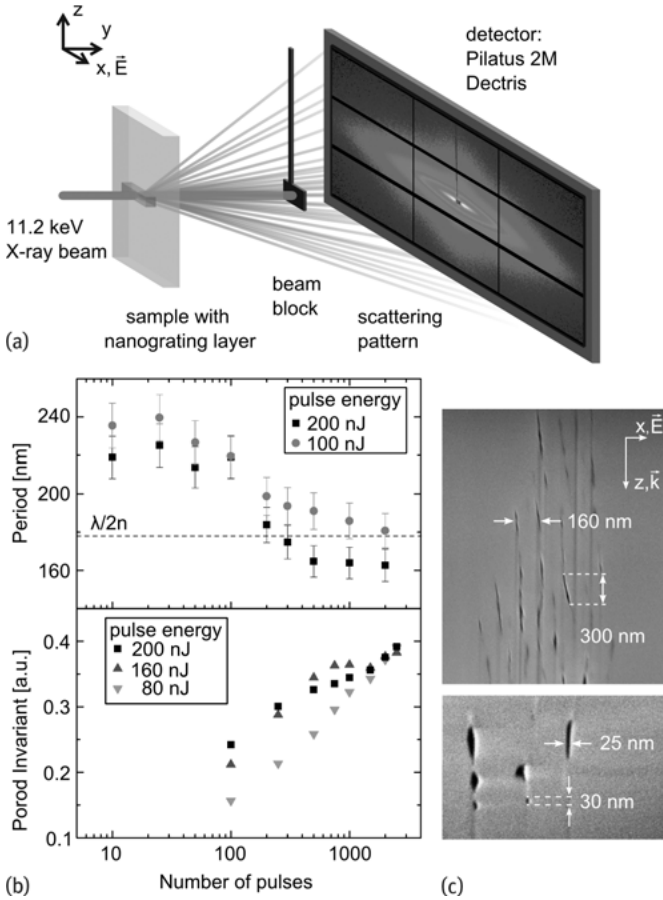 z
y
x, E⃗
detector:
Pilatus 2M
Dectris
11.2 keV
X-ray beam
beam
block
sample with
nanograting layer
scattering
pattern
(a)
Period [nm]
240
200
160
λ/2n
pulse energy
200 nJ
100 nJ
Porod Invariant [a.u.]
0.4
0.3
0.2
0.1
pulse energy
200 nJ
160 nJ
80 nJ
10
100
1000
Number of pulses
(b)
x,E⃗
z,k⃗
160 nm
300 nm
25 nm
30 nm
(c)